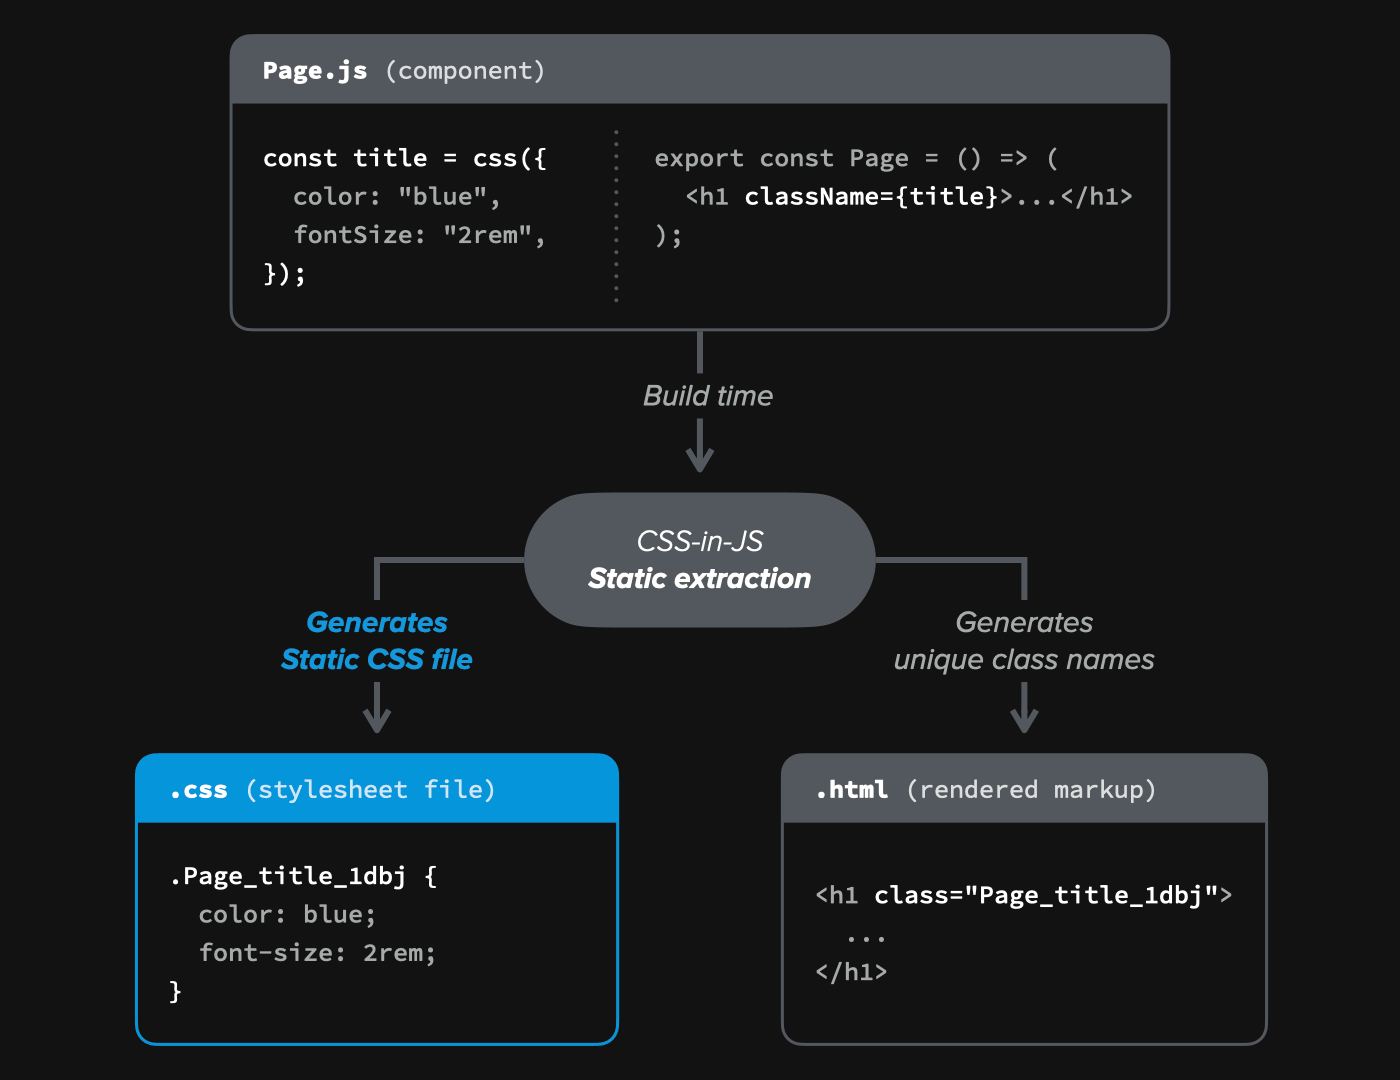 Page.js (component)
const title = css({
  color: "blue",
  fontSize: "2rem",
});
export const Page = () => (
  <h1 className={title}>...</h1>
);
Build time
CSS-in-JS
Static extraction
Generates
Static CSS file
Generates
unique class names
.css (stylesheet file)
.Page_title_1dbj {
  color: blue;
  font-size: 2rem;
}
.html (rendered markup)
<h1 class="Page_title_1dbj">
  ...
</h1>